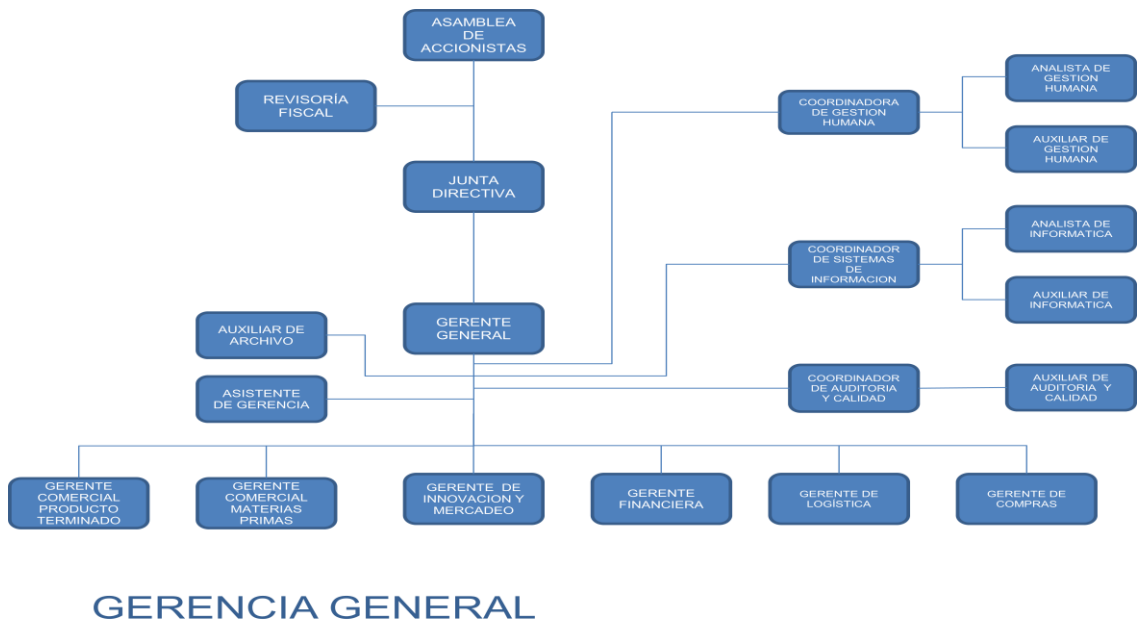 ASAMBLEA
DE
ACCIONISTAS
REVISORÍA
FISCAL
JUNTA
DIRECTIVA
GERENTE
GENERAL
AUXILIAR DE
ARCHIVO
ASISTENTE
DE GERENCIA
COORDINADORA
DE GESTION
HUMANA
ANALISTA DE
GESTION
HUMANA
AUXILIAR DE
GESTION
HUMANA
COORDINADOR
DE SISTEMAS
DE
INFORMACION
ANALISTA DE
INFORMATICA
AUXILIAR DE
INFORMATICA
COORDINADOR
DE AUDITORIA
Y CALIDAD
AUXILIAR DE
AUDITORIA Y
CALIDAD
GERENTE
COMERCIAL
PRODUCTO
TERMINADO
GERENTE
COMERCIAL
MATERIAS
PRIMAS
GERENTE DE
INNOVACION Y
MERCADEO
GERENTE
FINANCIERA
GERENTE DE
LOGÍSTICA
GERENTE DE
COMPRAS
GERENCIA GENERAL